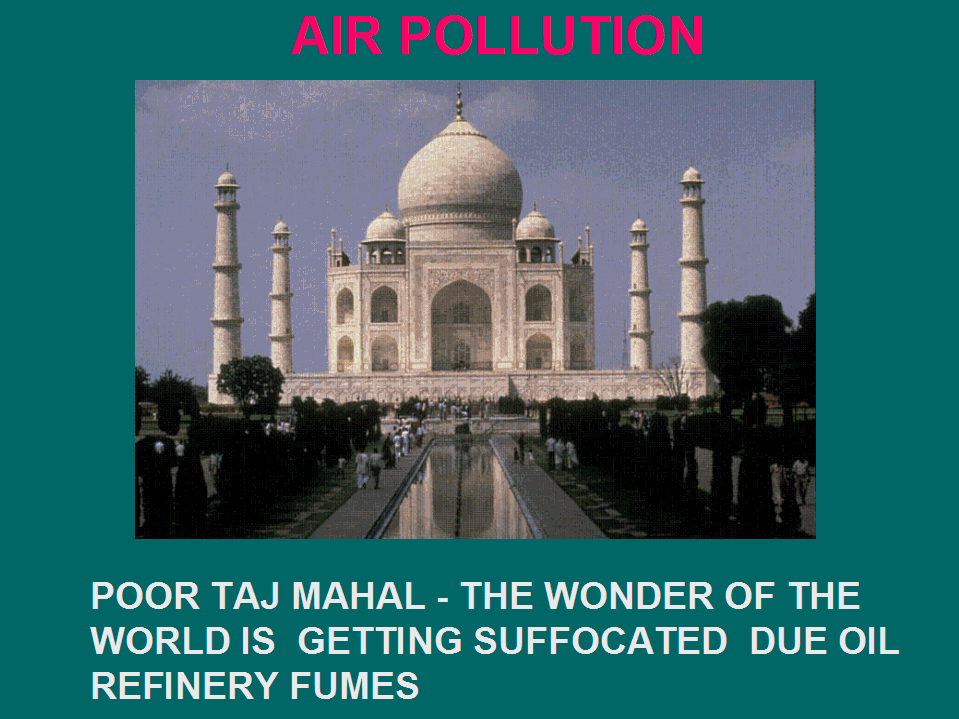 AIR POLLUTION
POOR TAJ MAHAL - THE WONDER OF THE
WORLD IS  GETTING SUFFOCATED  DUE OIL
REFINERY FUMES